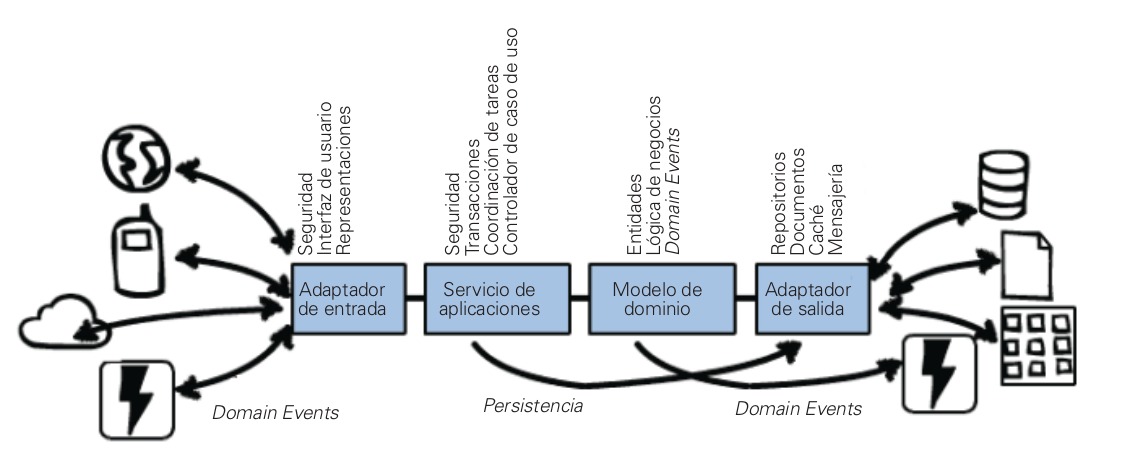 Seguridad
Interfaz de usuario
Representaciones
Seguridad
Transacciones
Coordinación de tareas
Controlador de caso de uso
Entidades
Lógica de negocios
Domain Events
Repositorios
Documentos
Caché
Mensajería
Adaptador
de entrada
Servicio de
aplicaciones
Modelo de
dominio
Adaptador
de salida
Domain Events
Persistencia
Domain Events